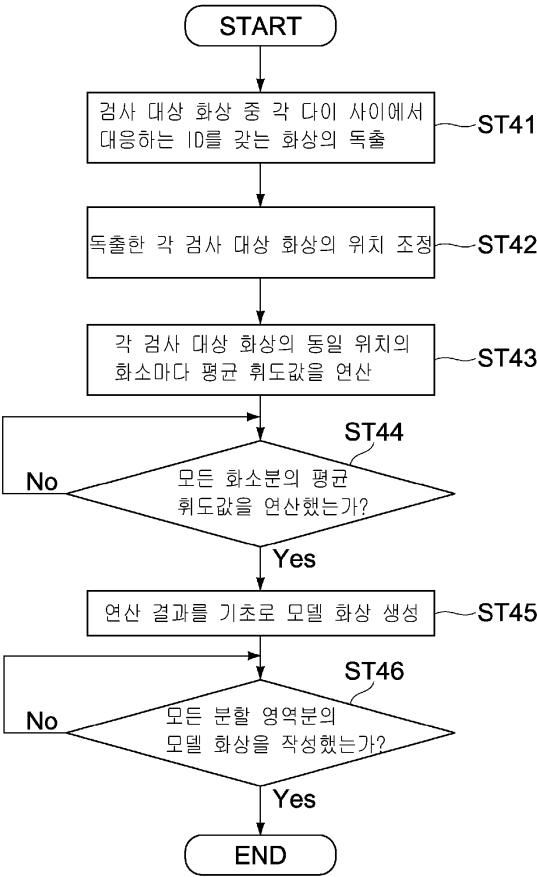 START
검사 대상 화상 중 각 다이 사이에서
대응하는 ID를 갖는 화상의 독출
ST41
독출한 각 검사 대상 화상의 위치 조정
ST42
각 검사 대상 화상의 동일 위치의
화소마다 평균 휘도값을 연산
ST43
ST44
모든 화소분의 평균
휘도값을 연산했는가?
No
Yes
연산 결과를 기초로 모델 화상 생성
ST45
ST46
모든 분할 영역분의
모델 화상을 작성했는가?
No
Yes
END